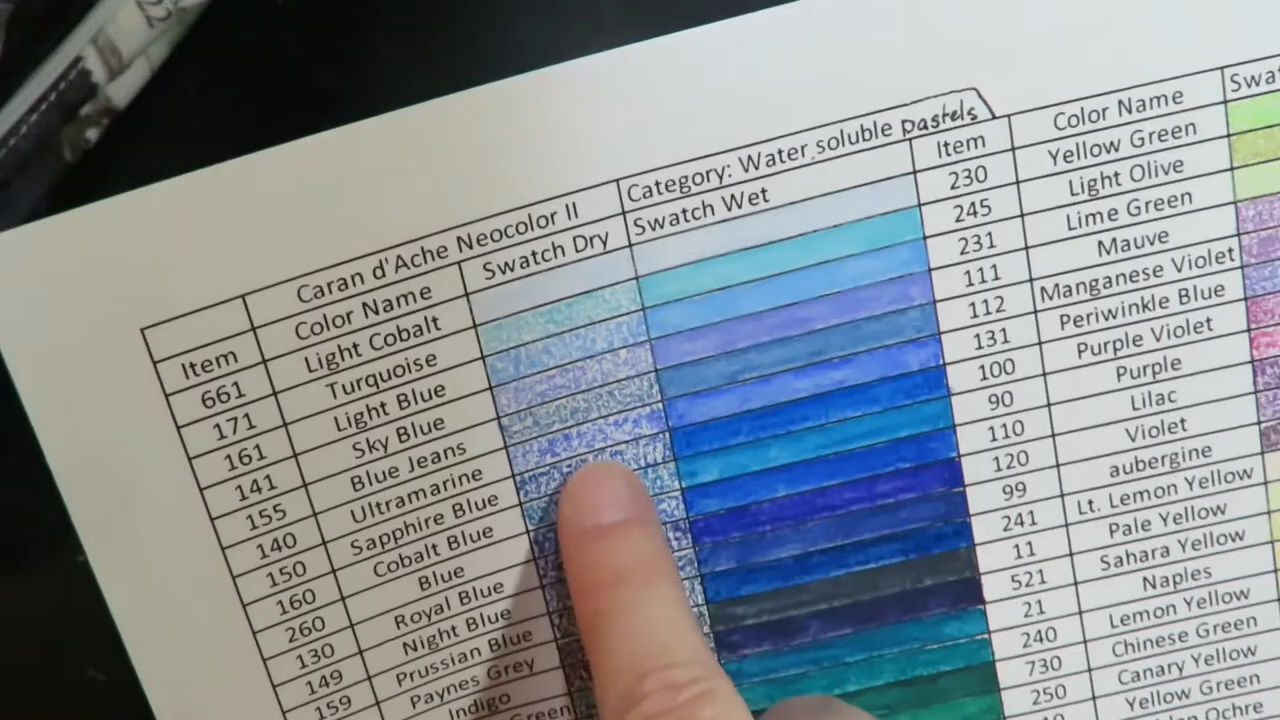 Caran d'Ache Neocolor II Category: Water soluble pastels
Item Color Name Swatch Dry Swatch Wet Item Color Name Swat
661 Light Cobalt 230 Yellow Green
171 Turquoise 245 Light Olive
161 Light Blue 231 Lime Green
141 Sky Blue 111 Mauve
155 Blue Jeans 112 Manganese Violet
140 Ultramarine 131 Periwinkle Blue
150 Sapphire Blue 100 Purple Violet
160 Cobalt Blue 90 Purple
260 Blue 110 Lilac
130 Royal Blue 120 Violet
149 Night Blue 99 aubergine
159 Prussian Blue 241 Lt. Lemon Yellow
Paynes Grey 11 Pale Yellow
Indigo 521 Sahara Yellow
Green 21 Naples
240 Lemon Yellow
730 Chinese Green
250 Canary Yellow
Yellow Green
Ochre